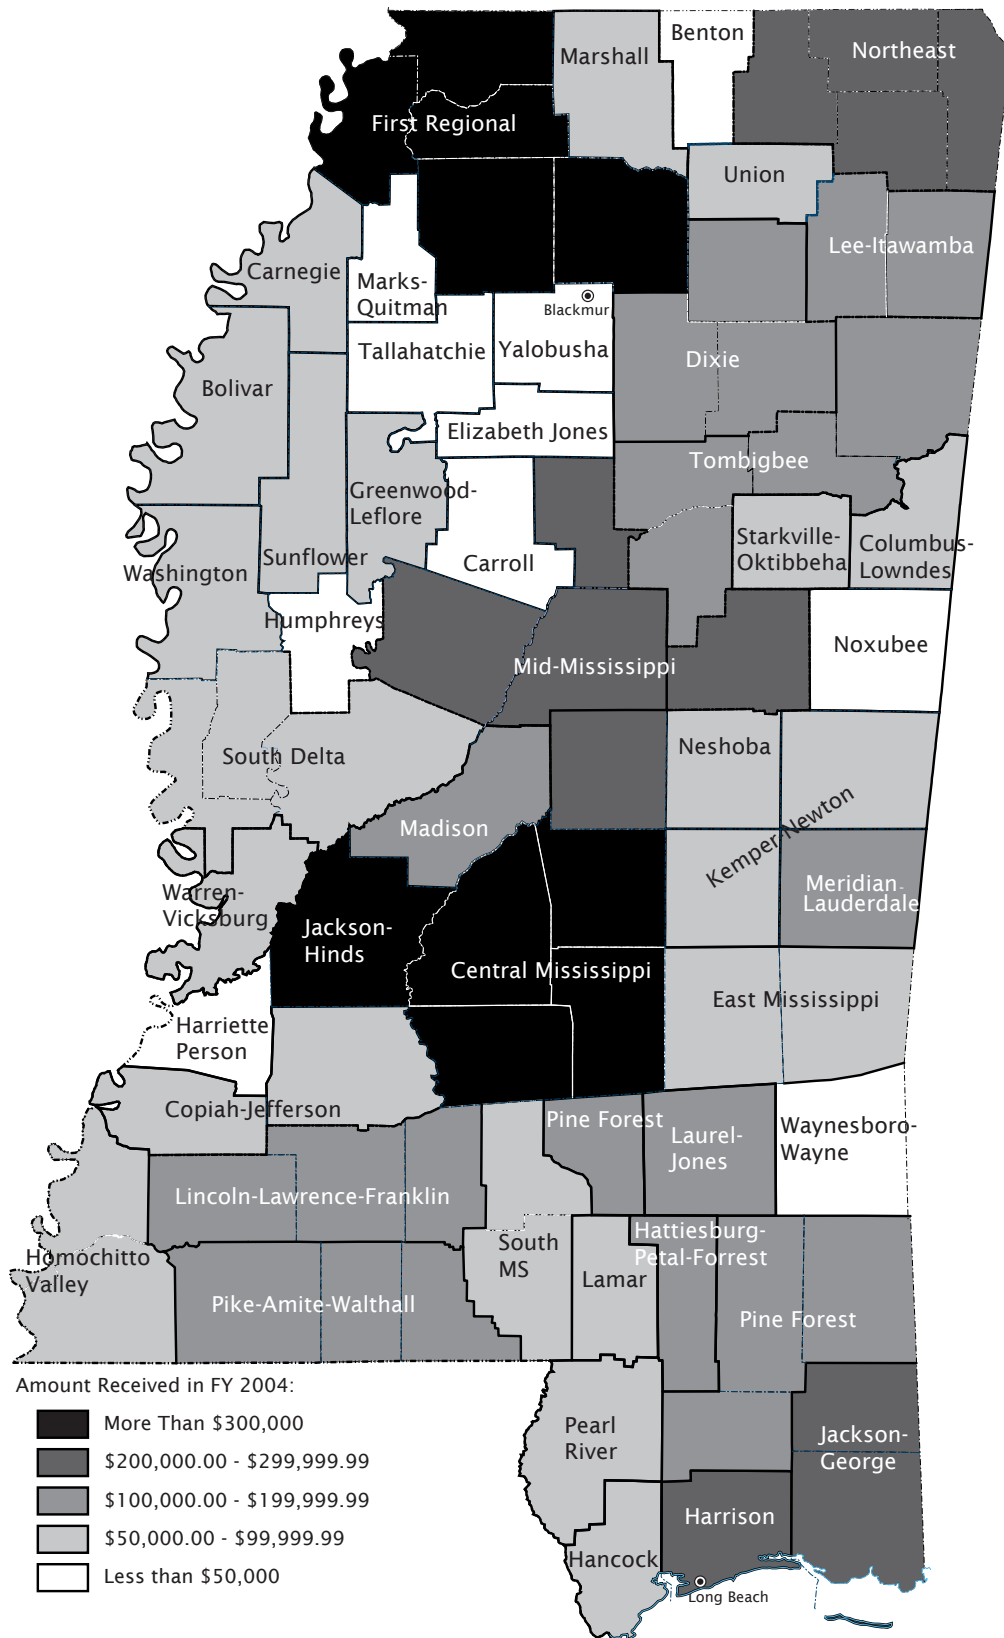 Benton
Marshall
Northeast
First Regional
Union
Lee-Itawamba
Carnegie
Marks-
Quitman
Blackmur
Tallahatchie
Yalobusha
Dixie
Bolivar
Elizabeth Jones
Tombigbee
Greenwood-
Leflore
Starkville-
Oktibbeha
Columbus-
Lowndes
Sunflower
Carroll
Washington
Humphreys
Noxubee
Mid-Mississippi
Neshoba
South Delta
Madison
Kemper-Newton
Meridian-
Lauderdale
Warren-
Vicksburg
Jackson-
Hinds
Central Mississippi
East Mississippi
Harriette
Person
Copiah-Jefferson
Pine Forest
Laurel-
Jones
Waynesboro-
Wayne
Lincoln-Lawrence-Franklin
Hattiesburg-
Petal-Forrest
South
MS
Homochitto
Valley
Lamar
Pike-Amite-Walthall
Pine Forest
Amount Received in FY 2004:
More Than $300,000
$200,000.00 - $299,999.99
$100,000.00 - $199,999.99
$50,000.00 - $99,999.99
Less than $50,000
Pearl
River
Jackson-
George
Harrison
Hancock
Long Beach